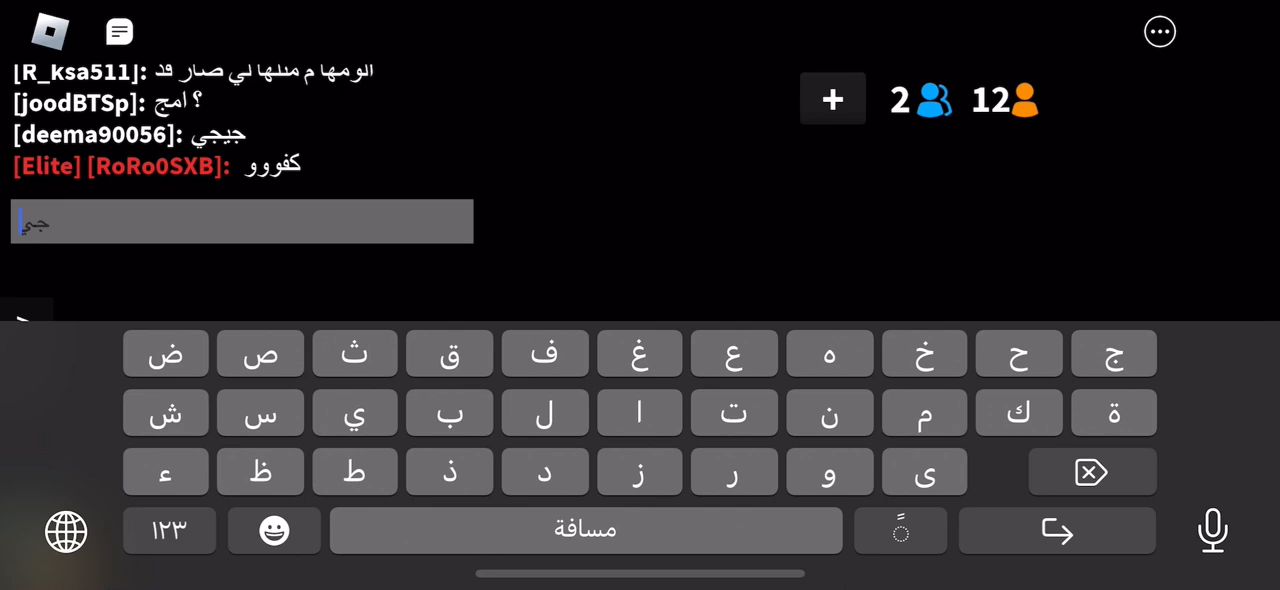 [R_ksa511]: الومها م مثلها لي صار قد
[joodBTSp]: امج ؟
[deema90056]: جيجي
[Elite] [RoRo0SXB]: كفووو
جي
+ 2 12
ض ص ث ق ف غ ع ه خ ح ج
ش س ي ب ل ا ت ن م ك ة
ء ظ ط ذ د ز ر و ى
١٢٣ مسافة